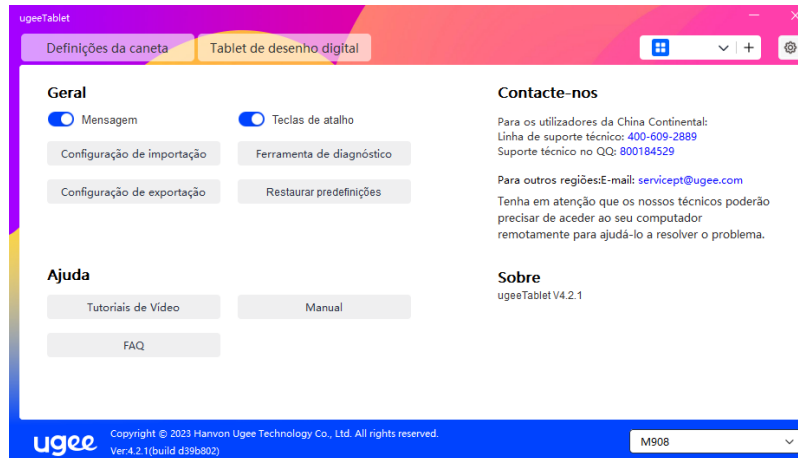 ugeeTablet
Definições da caneta
Tablet de desenho digital
Geral
Mensagem
Teclas de atalho
Configuração de importação
Ferramenta de diagnóstico
Configuração de exportação
Restaurar predefinições
Ajuda
Tutoriais de Vídeo
Manual
FAQ
Contacte-nos
Para os utilizadores da China Continental:
Linha de suporte técnico: 400-609-2889
Suporte técnico no QQ: 800184529
Para outros regiões:E-mail: servicept@ugee.com
Tenha em atenção que os nossos técnicos poderão
precisar de aceder ao seu computador
remotamente para ajudá-lo a resolver o problema.
Sobre
ugeeTablet V4.2.1
ugee
Copyright © 2023 Hanvon Ugee Technology Co., Ltd. All rights reserved.
Ver:4.2.1(build d39b802)
M908